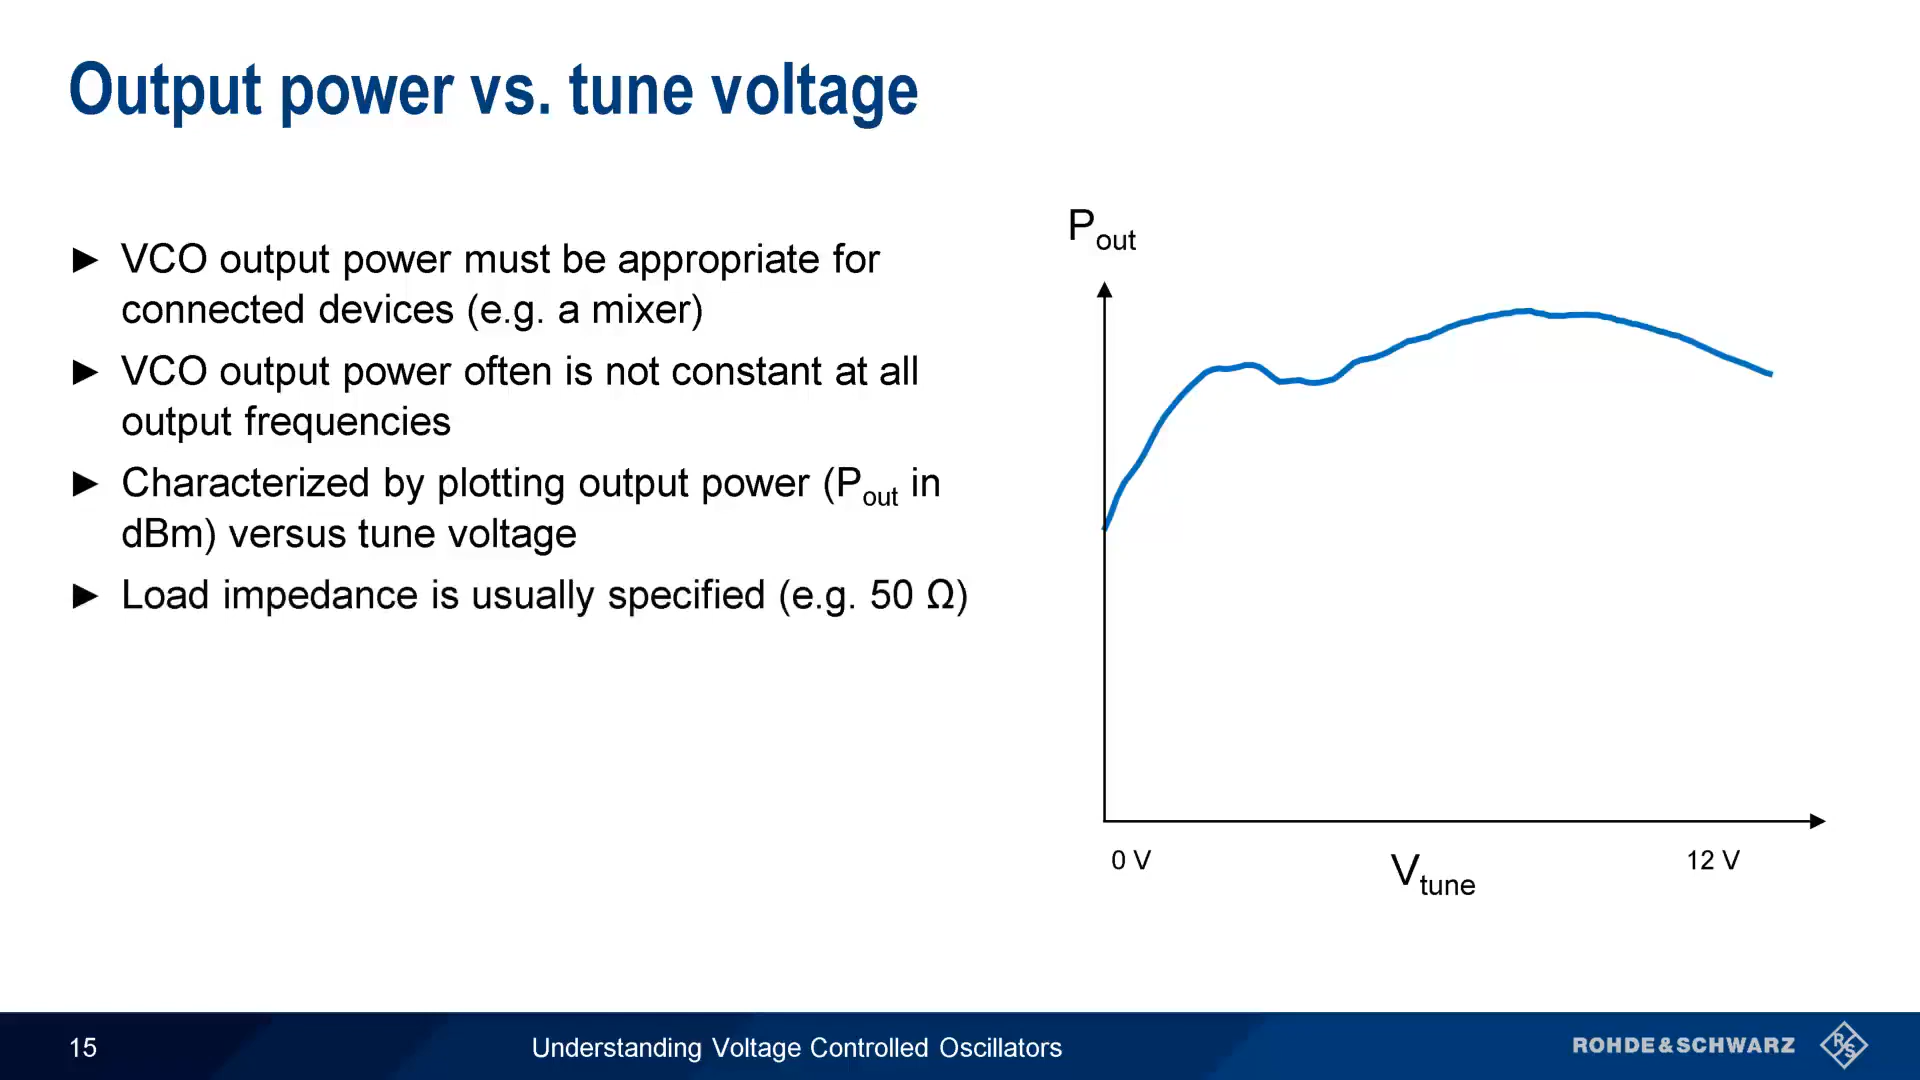 Output power vs. tune voltage
► VCO output power must be appropriate for
connected devices (e.g. a mixer)
► VCO output power often is not constant at all
output frequencies
► Characterized by plotting output power (Pout in
dBm) versus tune voltage
► Load impedance is usually specified (e.g. 50 Ω)
Pout
0 V
Vtune
12 V
15
Understanding Voltage Controlled Oscillators
ROHDE&SCHWARZ
R&S